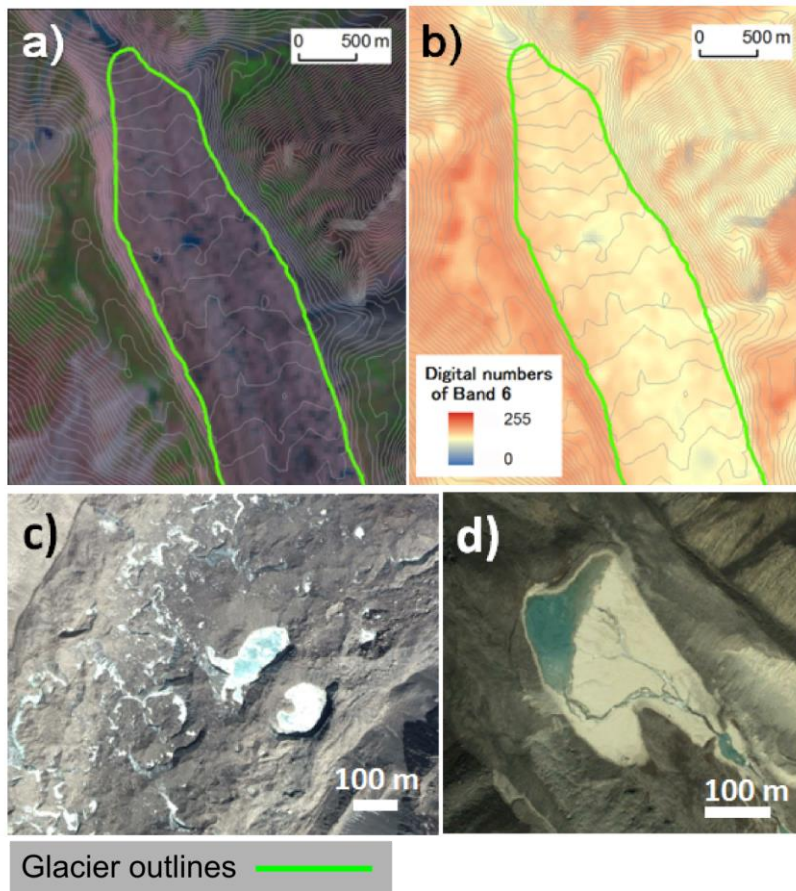 a)
0 500 m
b)
0 500 m
Digital numbers
of Band 6
255
0
c)
100 m
d)
100 m
Glacier outlines